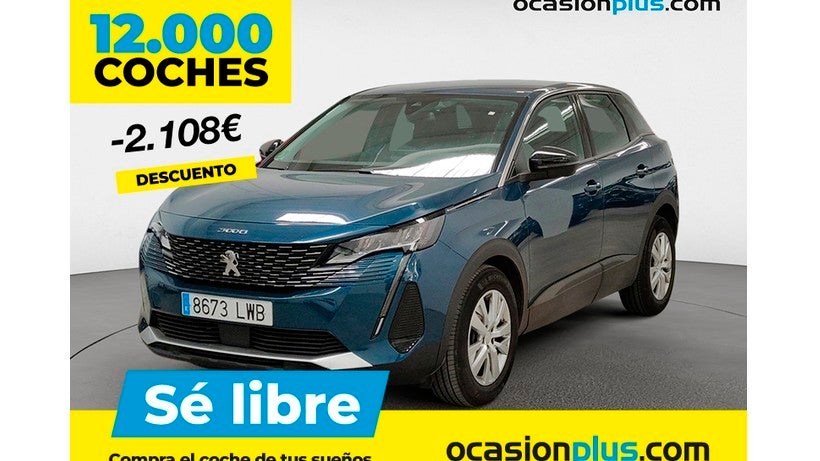 ocasionplus.com
12.000
COCHES
-2.108€
DESCUENTO
3008
8673 LWB
Sé libre
Compra el coche de tus sueños
ocasionplus.com